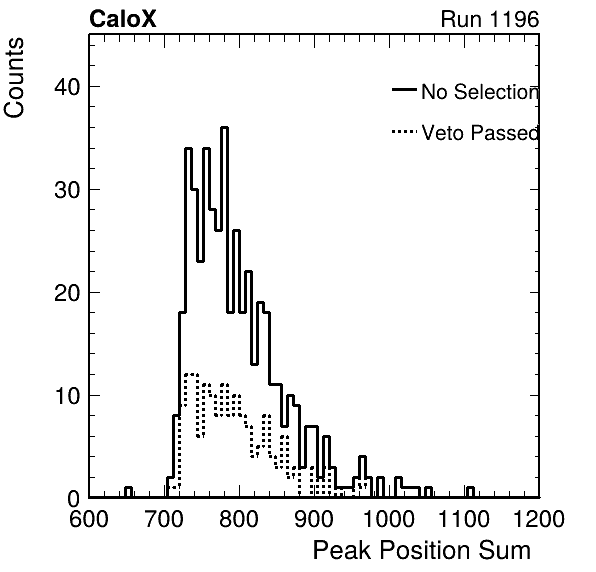 CaloX Run 1196
Counts
40
30
20
10
0
No Selection
Veto Passed
600 700 800 900 1000 1100 1200
Peak Position Sum